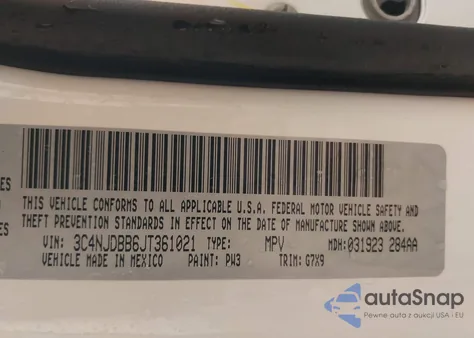 THIS VEHICLE CONFORMS TO ALL APPLICABLE U.S.A. FEDERAL MOTOR VEHICLE SAFETY AND
THEFT PREVENTION STANDARDS IN EFFECT ON THE DATE OF MANUFACTURE SHOWN ABOVE.
VIN: 3C4NJDBB6JT361021 TYPE: MPV MDH: 031923 284AA
VEHICLE MADE IN MEXICO PAINT: PW3 TRIM: G7X9
autoSnap
Pewne auta z aukcji USA i EU